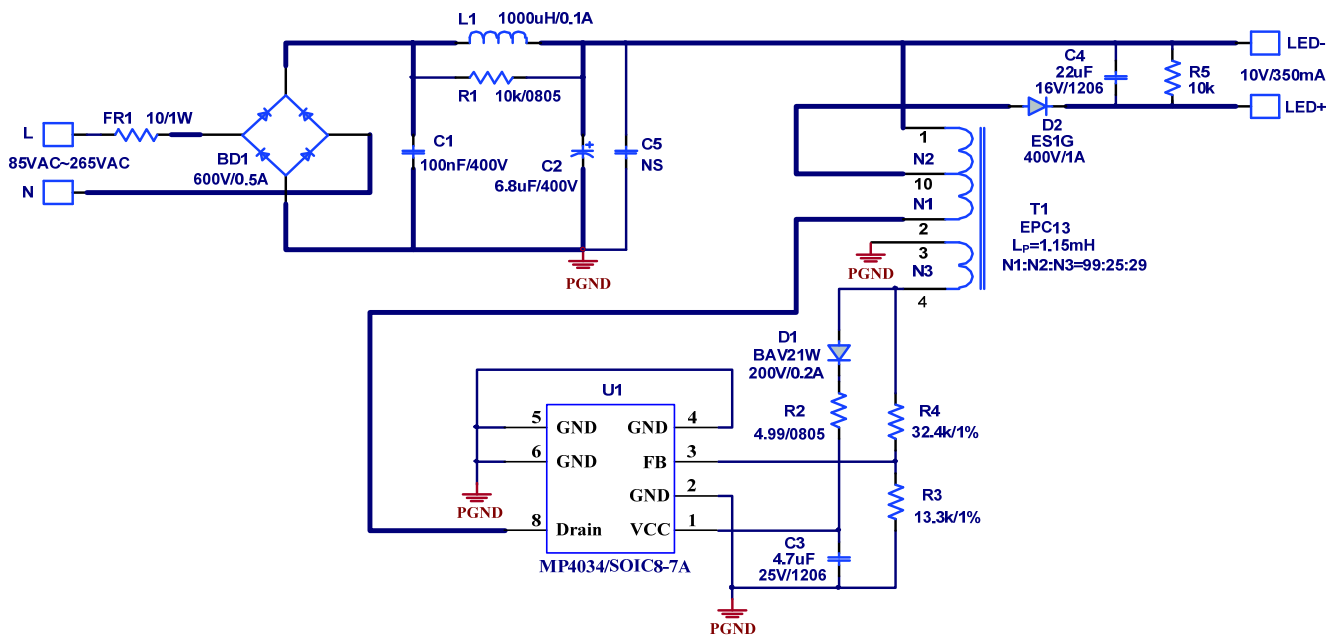 L1 1000uH/0.1A
LED-
C4
22uF
16V/1206
R5
10k
10V/350mA
R1 10k/0805
LED+
FR1 10/1W
L
85VAC~265VAC
N
BD1
600V/0.5A
C1
100nF/400V
C2
6.8uF/400V
+
C5
NS
D2
ES1G
400V/1A
1
N2
10
N1
2
3
N3
4
T1
EPC13
LP=1.15mH
N1:N2:N3=99:25:29
PGND
PGND
D1
BAV21W
200V/0.2A
R2
4.99/0805
R4
32.4k/1%
R3
13.3k/1%
U1
5 GND GND 4
6 GND FB 3
GND 2
8 Drain VCC 1
PGND
MP4034/SOIC8-7A
C3
4.7uF
25V/1206
PGND